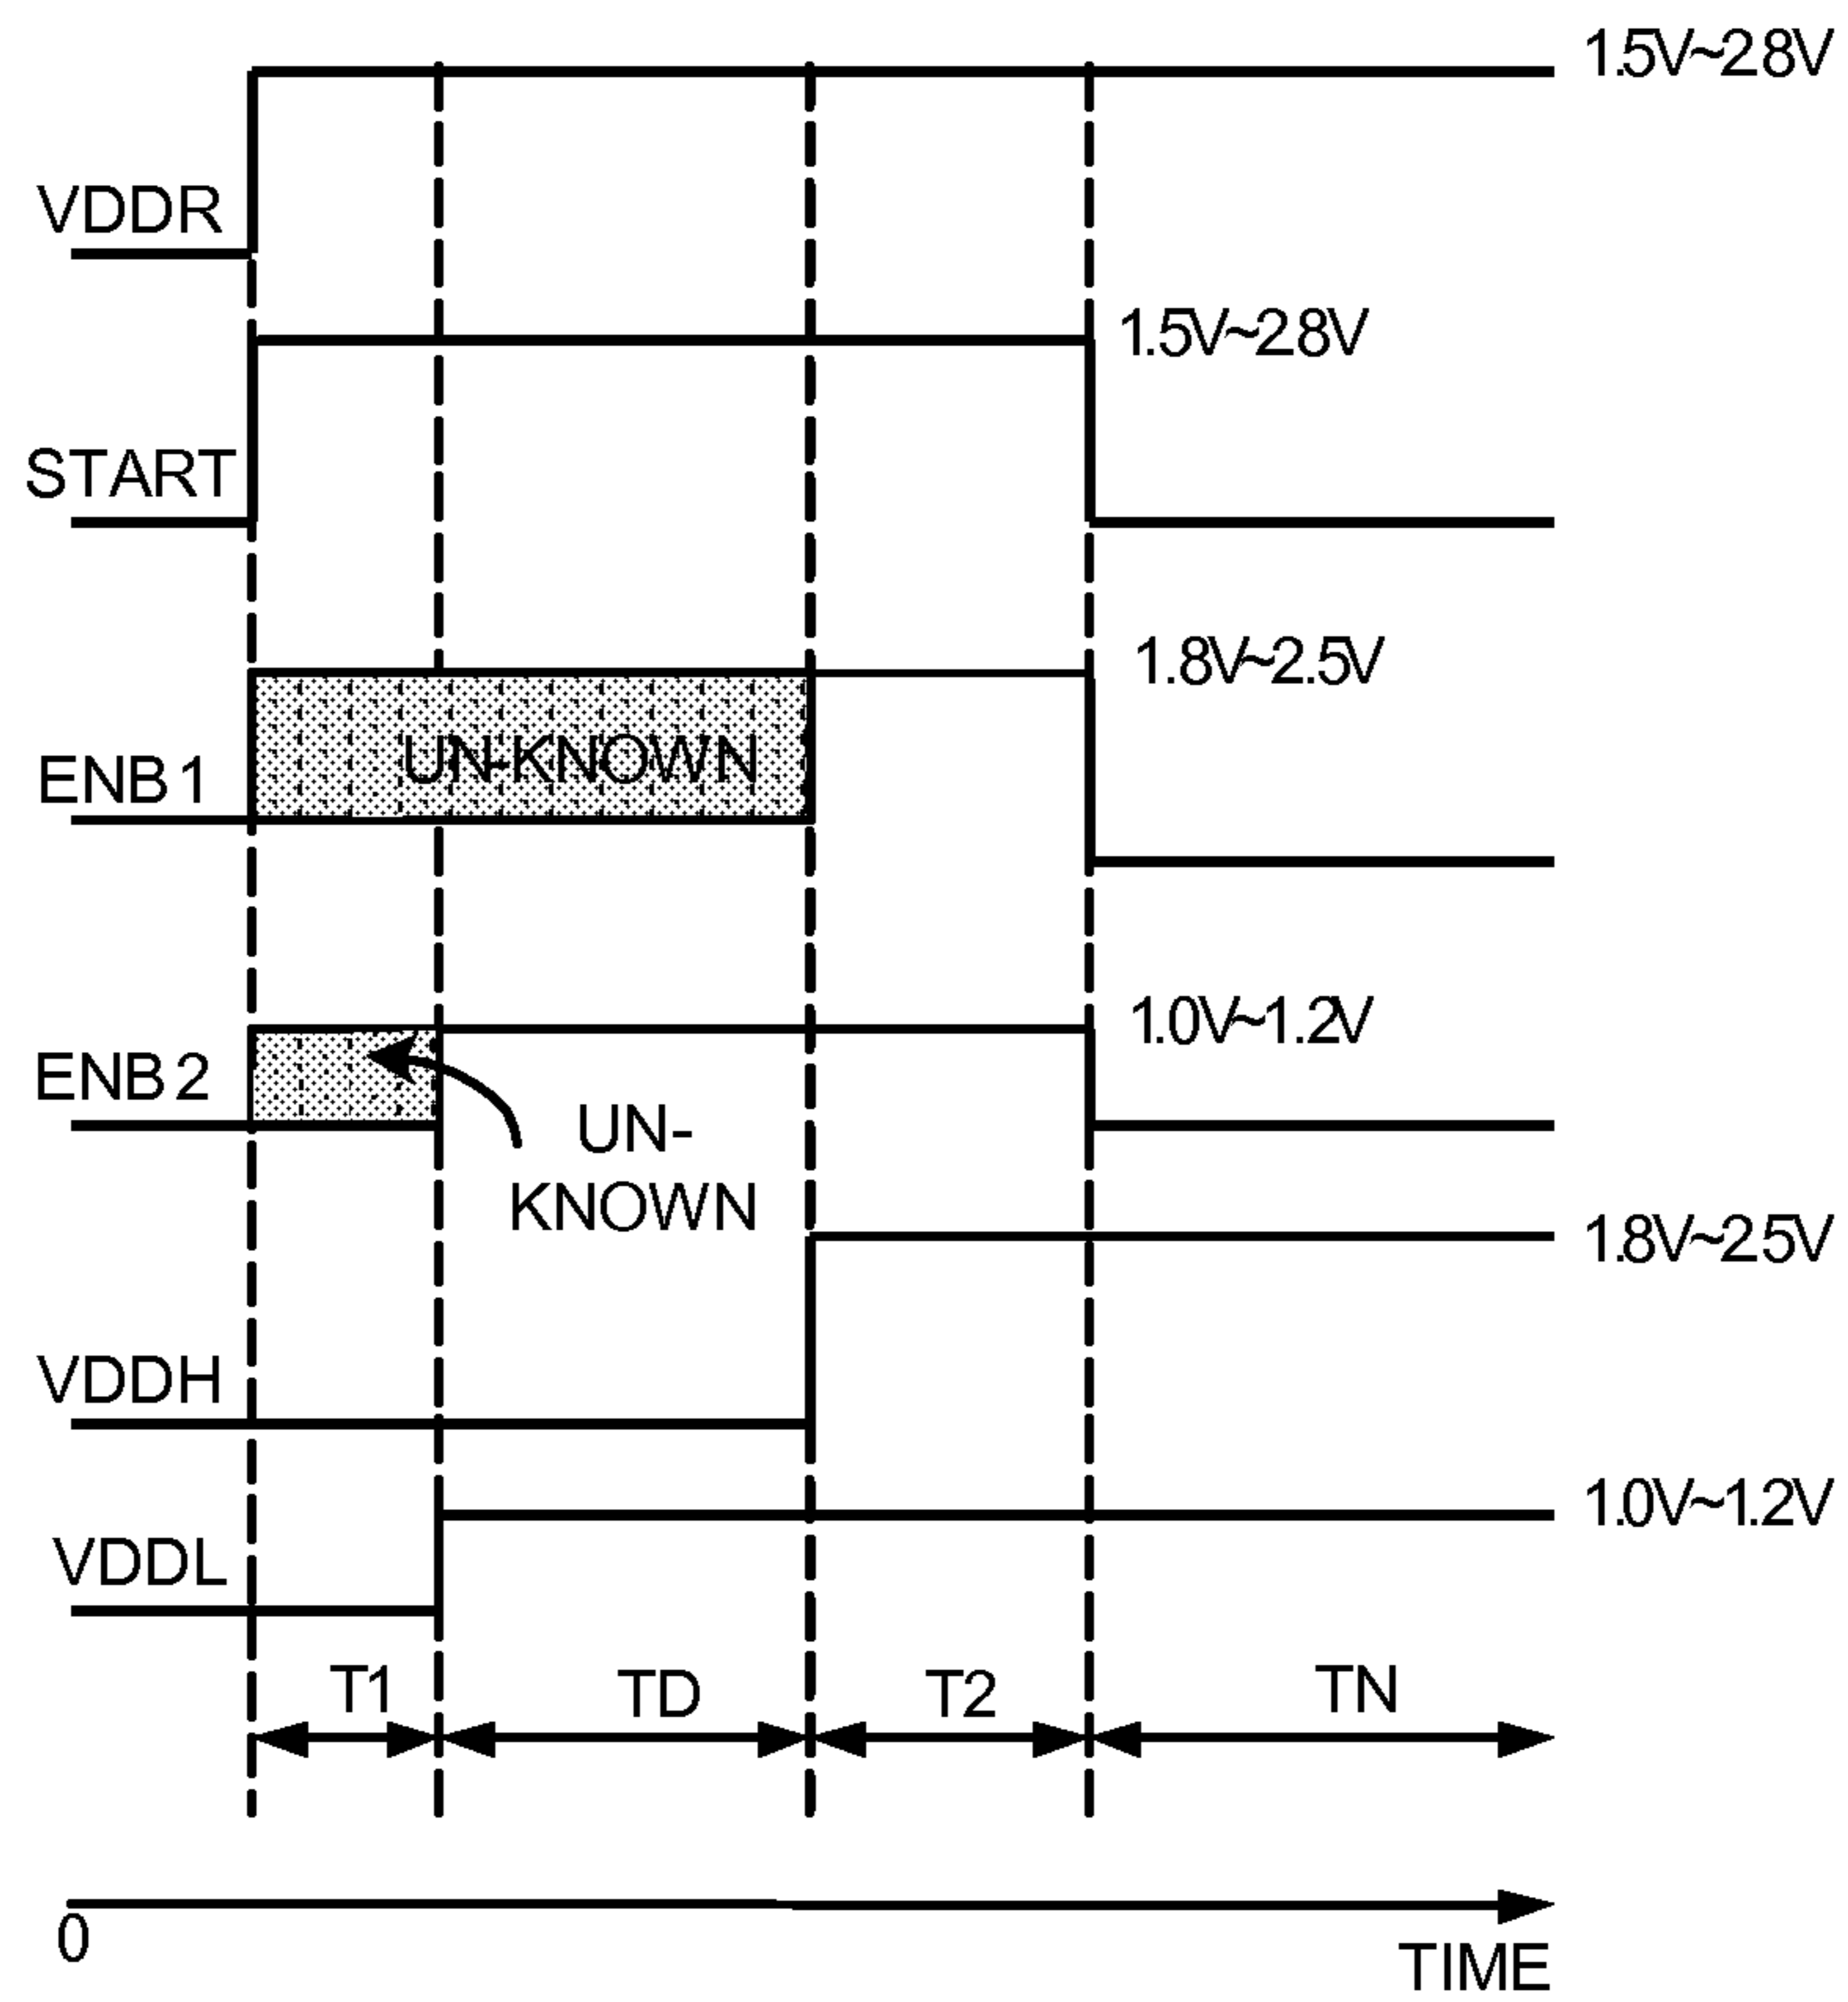 1.5V~2.8V
VDDR
1.5V~2.8V
START
1.8V~2.5V
UN-KNOWN
ENB1
1.0V~1.2V
ENB2
UN-
KNOWN
1.8V~2.5V
VDDH
1.0V~1.2V
VDDL
T1
TD
T2
TN
0
TIME